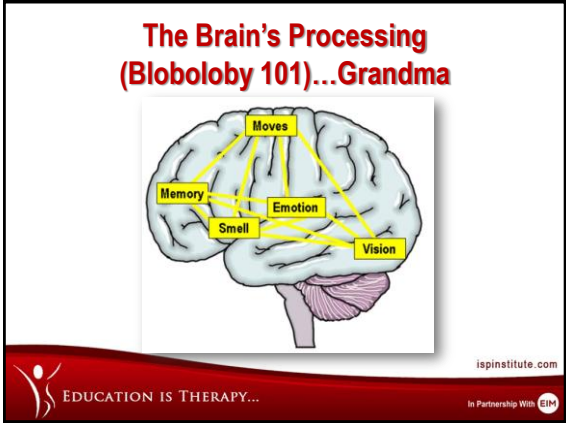 The Brain's Processing
(Bloboloby 101)...Grandma
Moves
Memory
Emotion
Smell
Vision
ispinstitute.com
EDUCATION IS THERAPY...
In Partnership With EIM